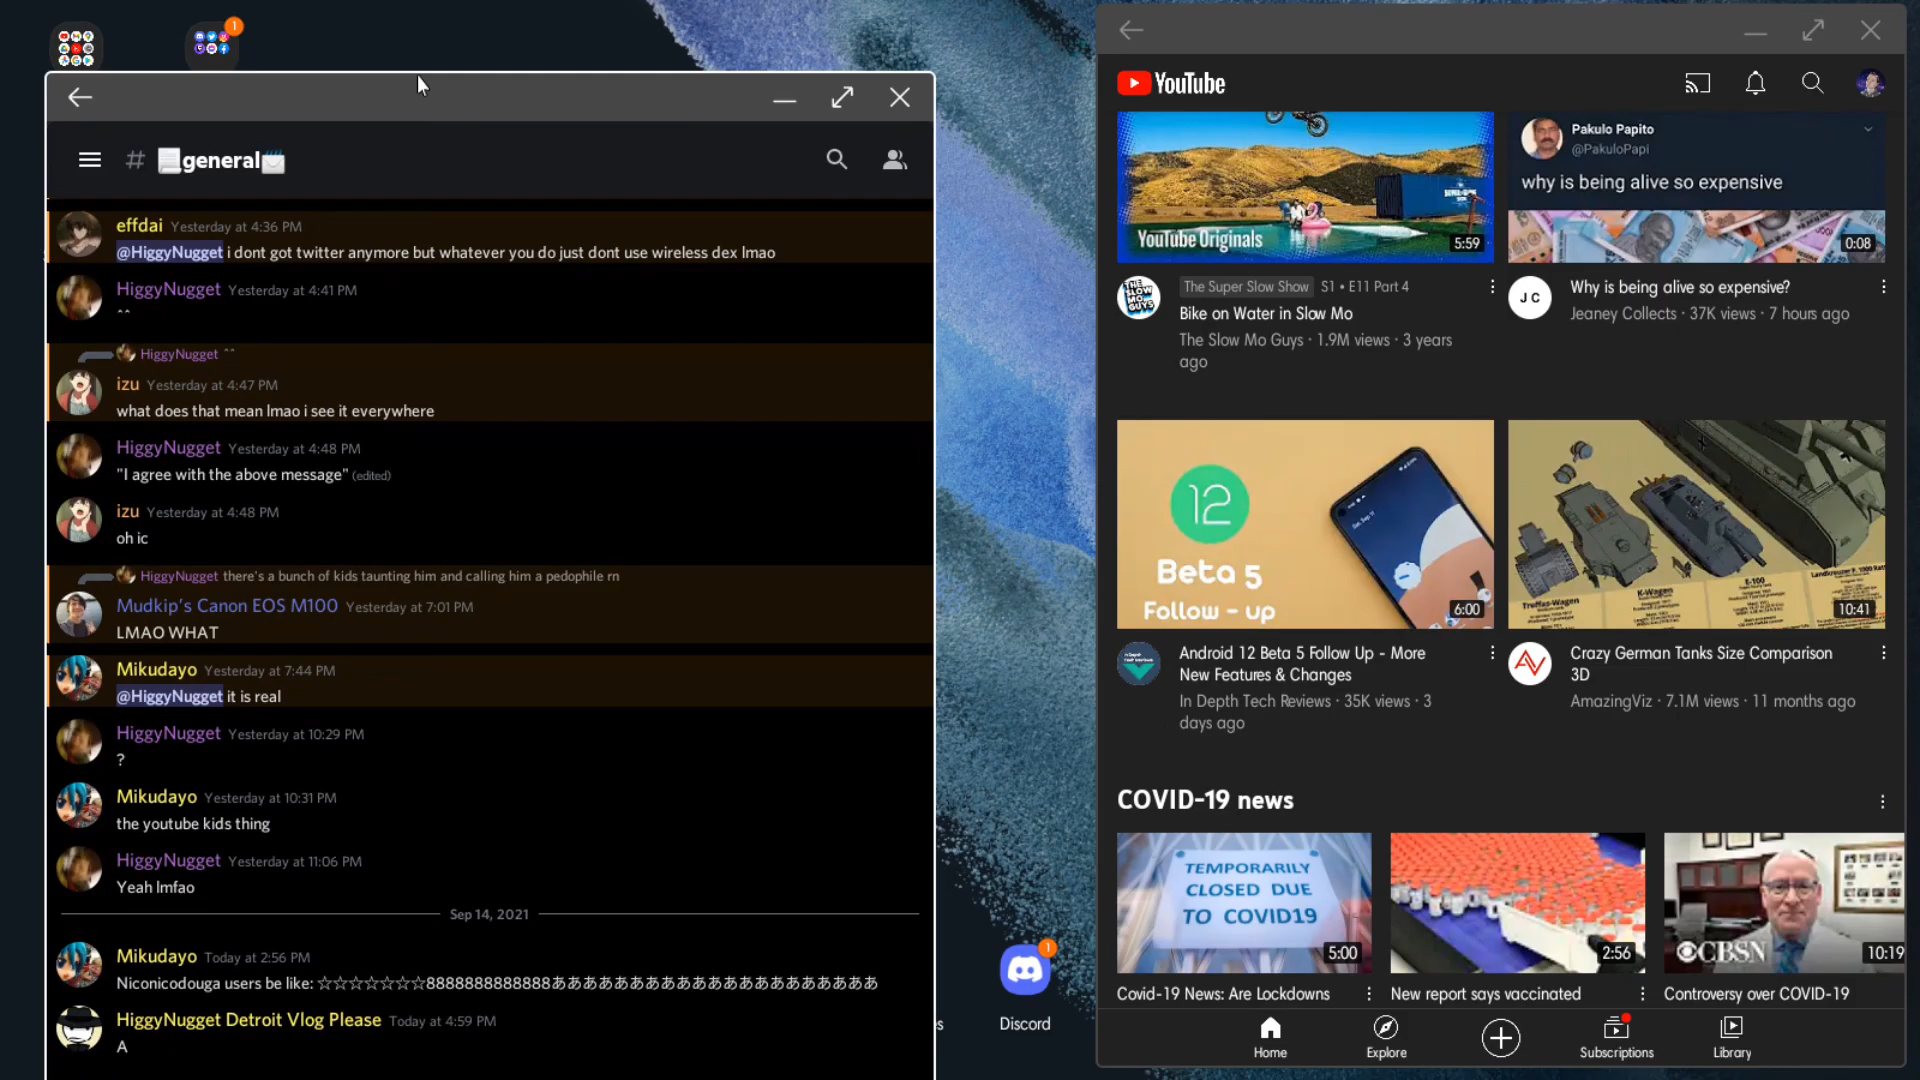 1
# 📃general📨
effdai Yesterday at 4:36 PM
@HiggyNugget i dont got twitter anymore but whatever you do just dont use wireless dex lmao
HiggyNugget Yesterday at 4:41 PM
^^
HiggyNugget ^^
izu Yesterday at 4:47 PM
what does that mean lmao i see it everywhere
HiggyNugget Yesterday at 4:48 PM
"I agree with the above message" (edited)
izu Yesterday at 4:48 PM
oh ic
HiggyNugget there's a bunch of kids taunting him and calling him a pedophile rn
Mudkip's Canon EOS M100 Yesterday at 7:01 PM
LMAO WHAT
Mikudayo Yesterday at 7:44 PM
@HiggyNugget it is real
HiggyNugget Yesterday at 10:29 PM
?
Mikudayo Yesterday at 10:31 PM
the youtube kids thing
HiggyNugget Yesterday at 11:06 PM
Yeah lmfao
Sep 14, 2021
Mikudayo Today at 2:56 PM
Niconicodouga users be like: ☆☆☆☆☆☆☆8888888888888あああああああああああああああああああああ
HiggyNugget Detroit Vlog Please Today at 4:59 PM
A
1
Discord
YouTube
YouTube Originals
5:59
THE SLOW MO GUYS
The Super Slow Show S1 • E11 Part 4
Bike on Water in Slow Mo
The Slow Mo Guys · 1.9M views · 3 years
ago
Pakulo Papito
@PakuloPapi
why is being alive so expensive
0:08
J C
Why is being alive so expensive?
Jeaney Collects · 37K views · 7 hours ago
12
Beta 5
Follow - up
6:00
Android 12 Beta 5 Follow Up - More
New Features & Changes
In Depth Tech Reviews · 35K views · 3
days ago
Treffas-Wagen
K-Wagen
E-100
10:41
Crazy German Tanks Size Comparison
3D
AmazingViz · 7.1M views · 11 months ago
COVID-19 news
TEMPORARILY
CLOSED DUE
TO COVID19
5:00
Covid-19 News: Are Lockdowns
2:56
New report says vaccinated
CBSN
10:19
Controversy over COVID-19
Home
Explore
Subscriptions
Library